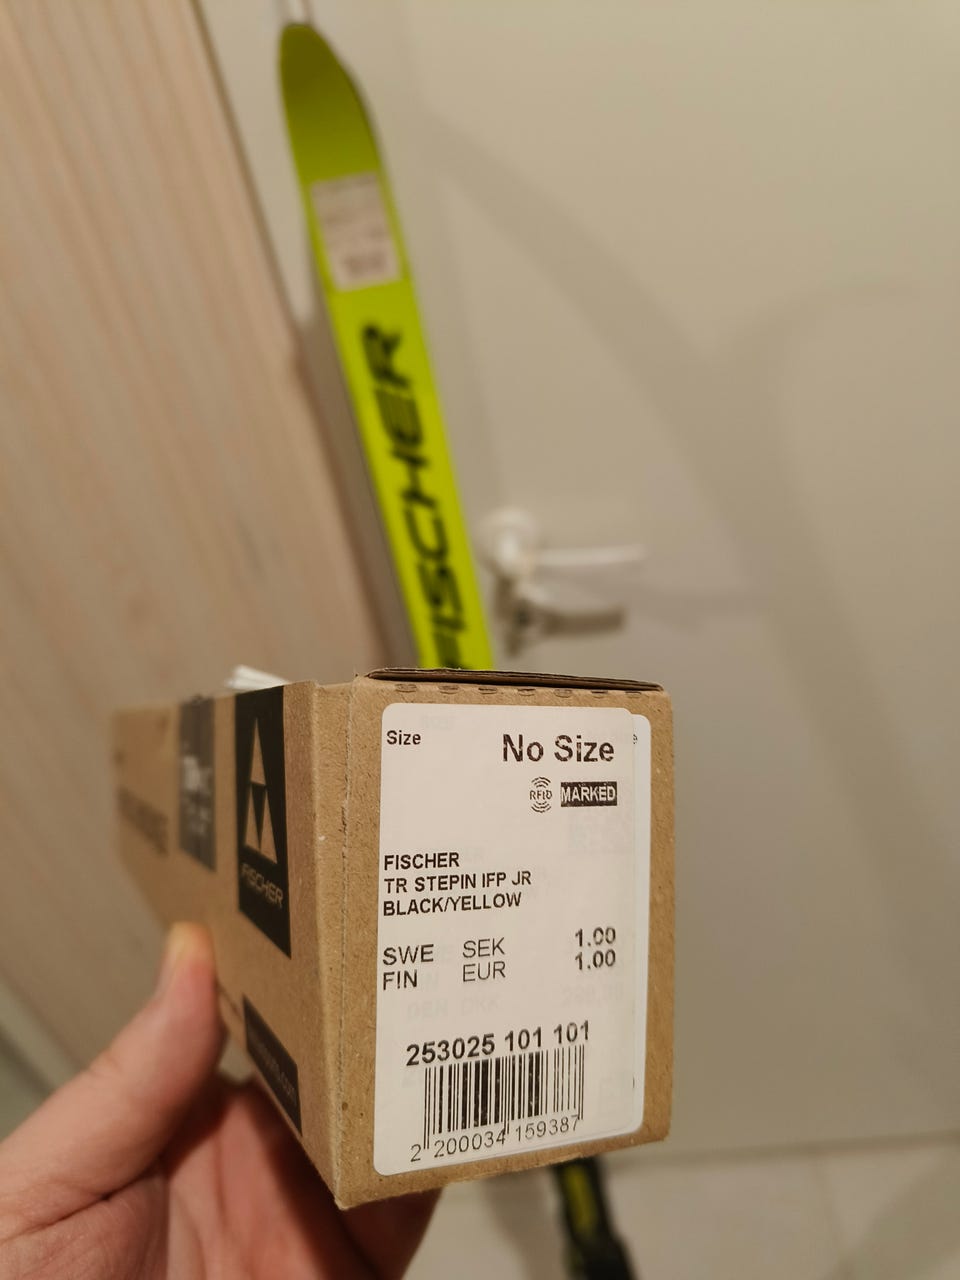 FISCHER
Size
No Size
RFID MARKED
FISCHER
TR STEPIN IFP JR
BLACK/YELLOW
SWE SEK 1.00
FIN EUR 1.00
253025 101 101
2 200034 159387
FISCHER